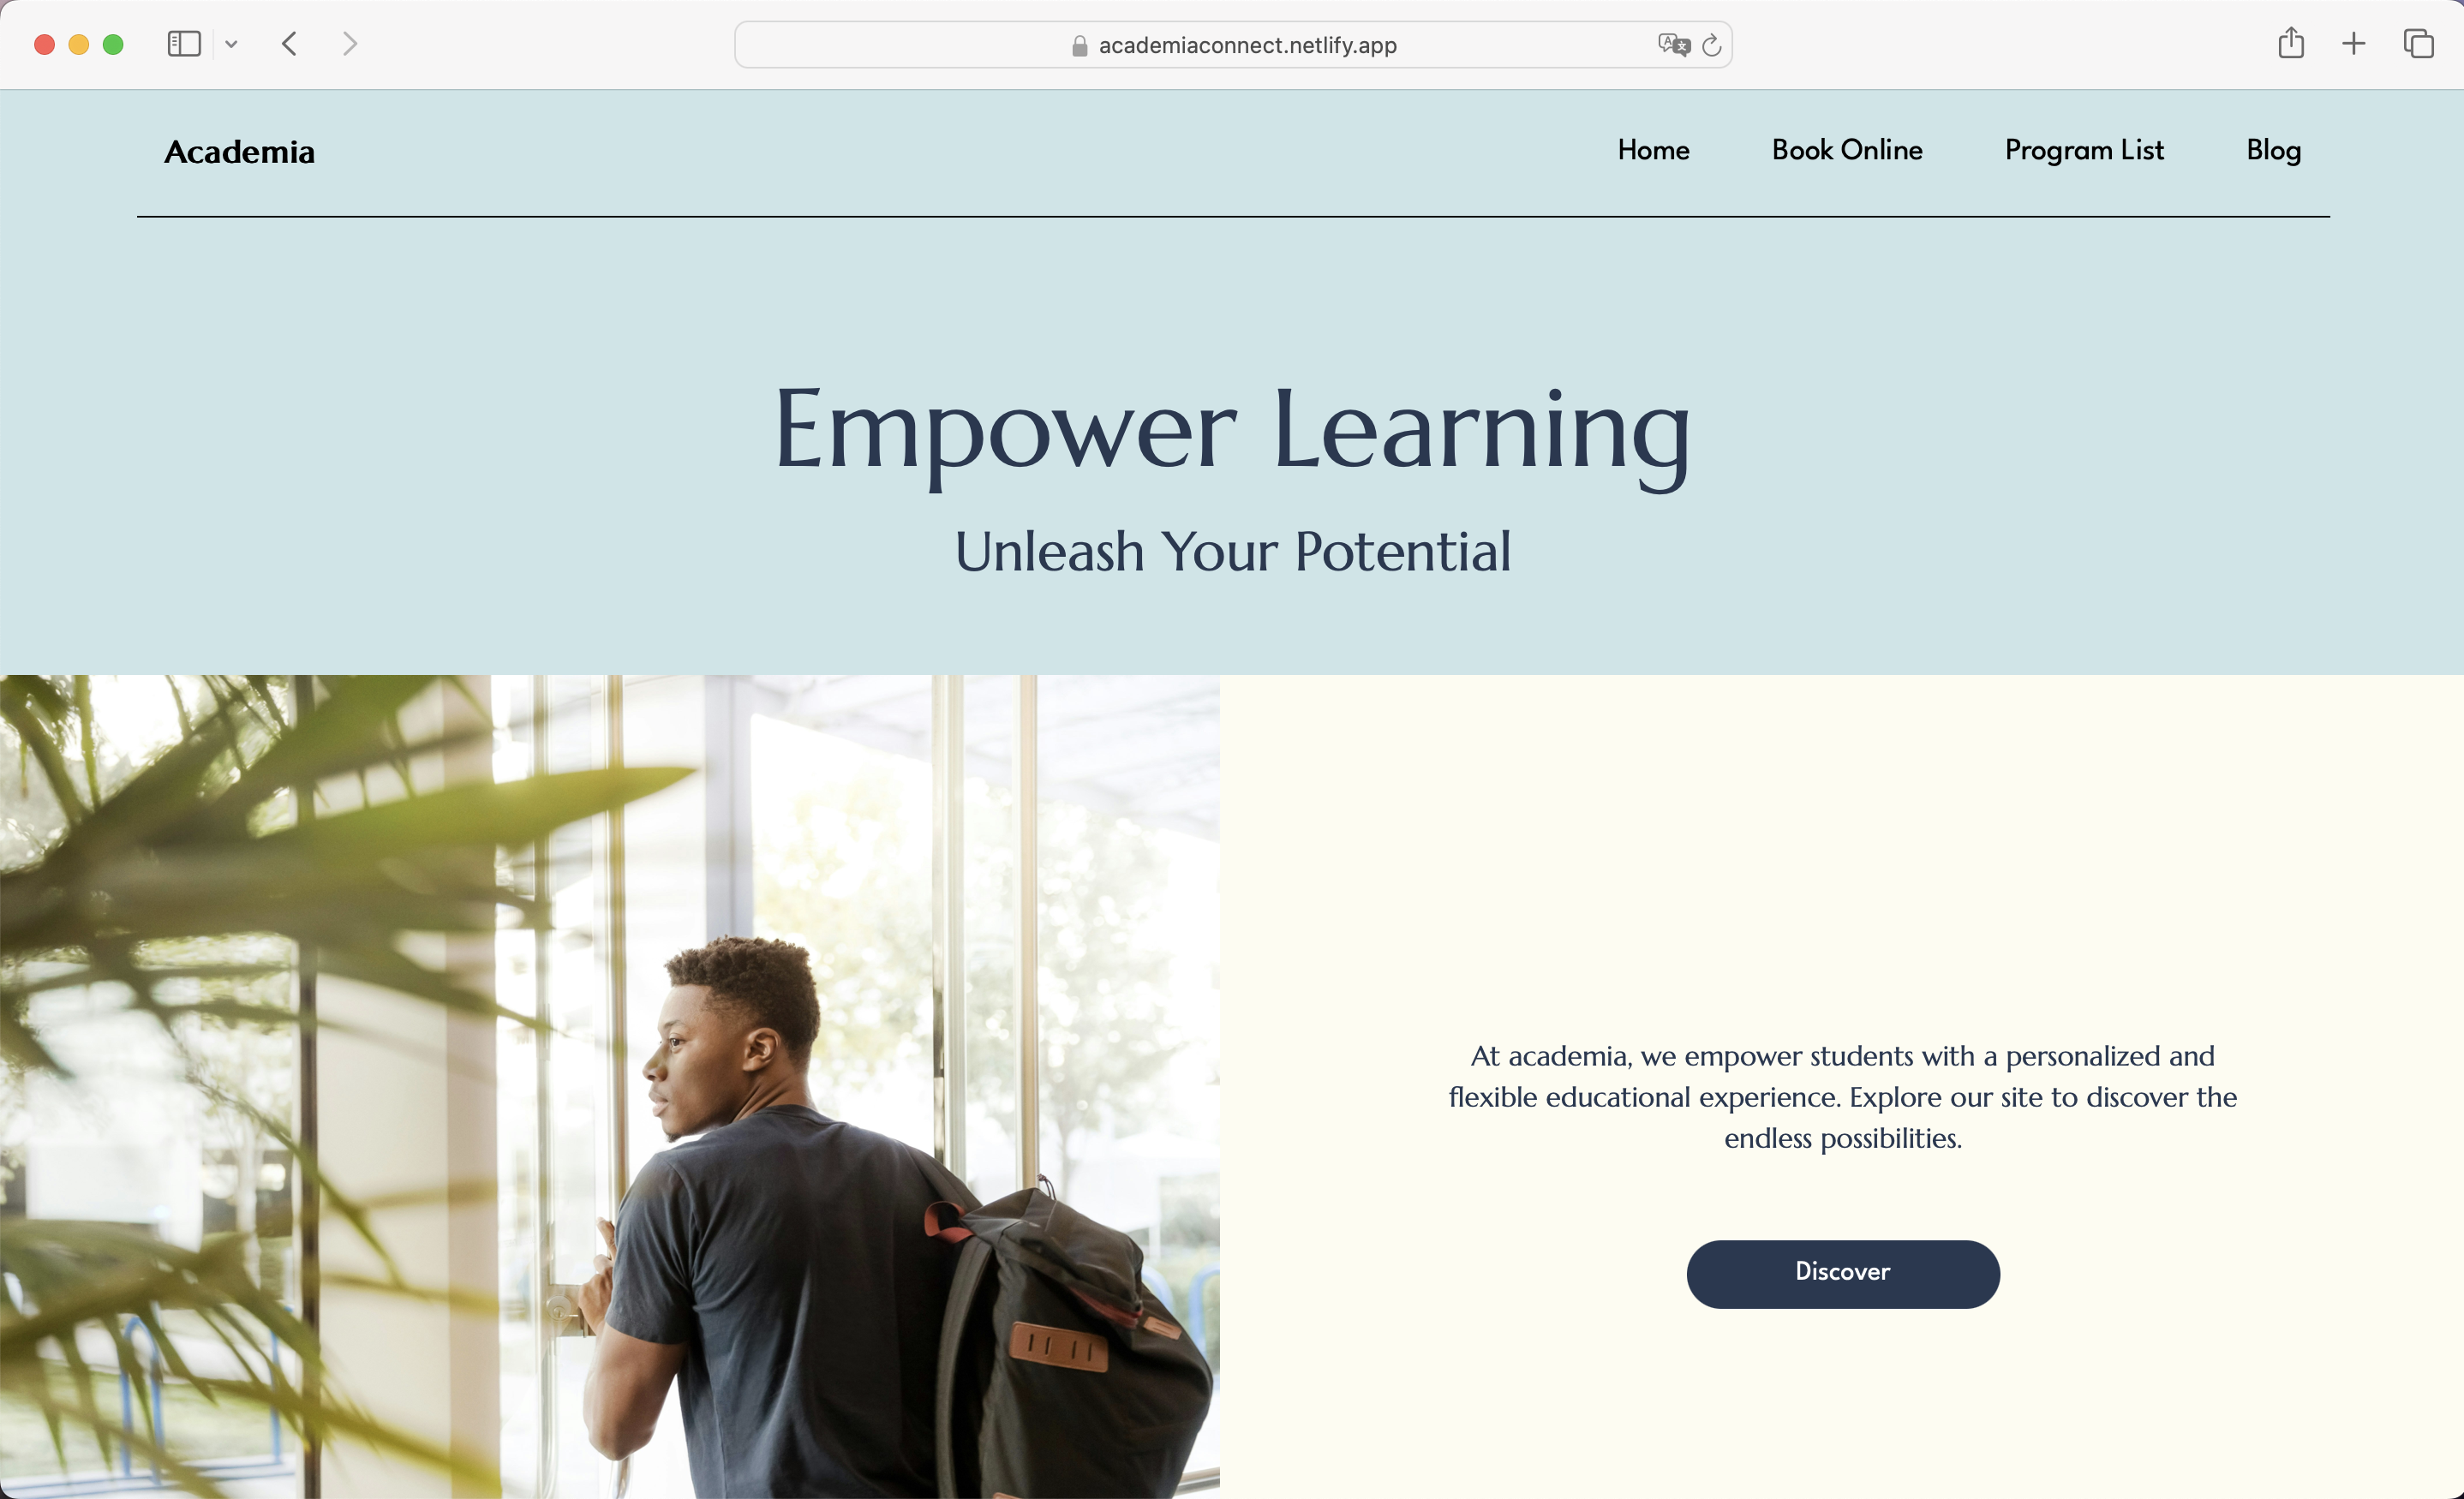 academiaconnect.netlify.app
Academia
Home
Book Online
Program List
Blog
Empower Learning
Unleash Your Potential
At academia, we empower students with a personalized and
flexible educational experience. Explore our site to discover the
endless possibilities.
Discover